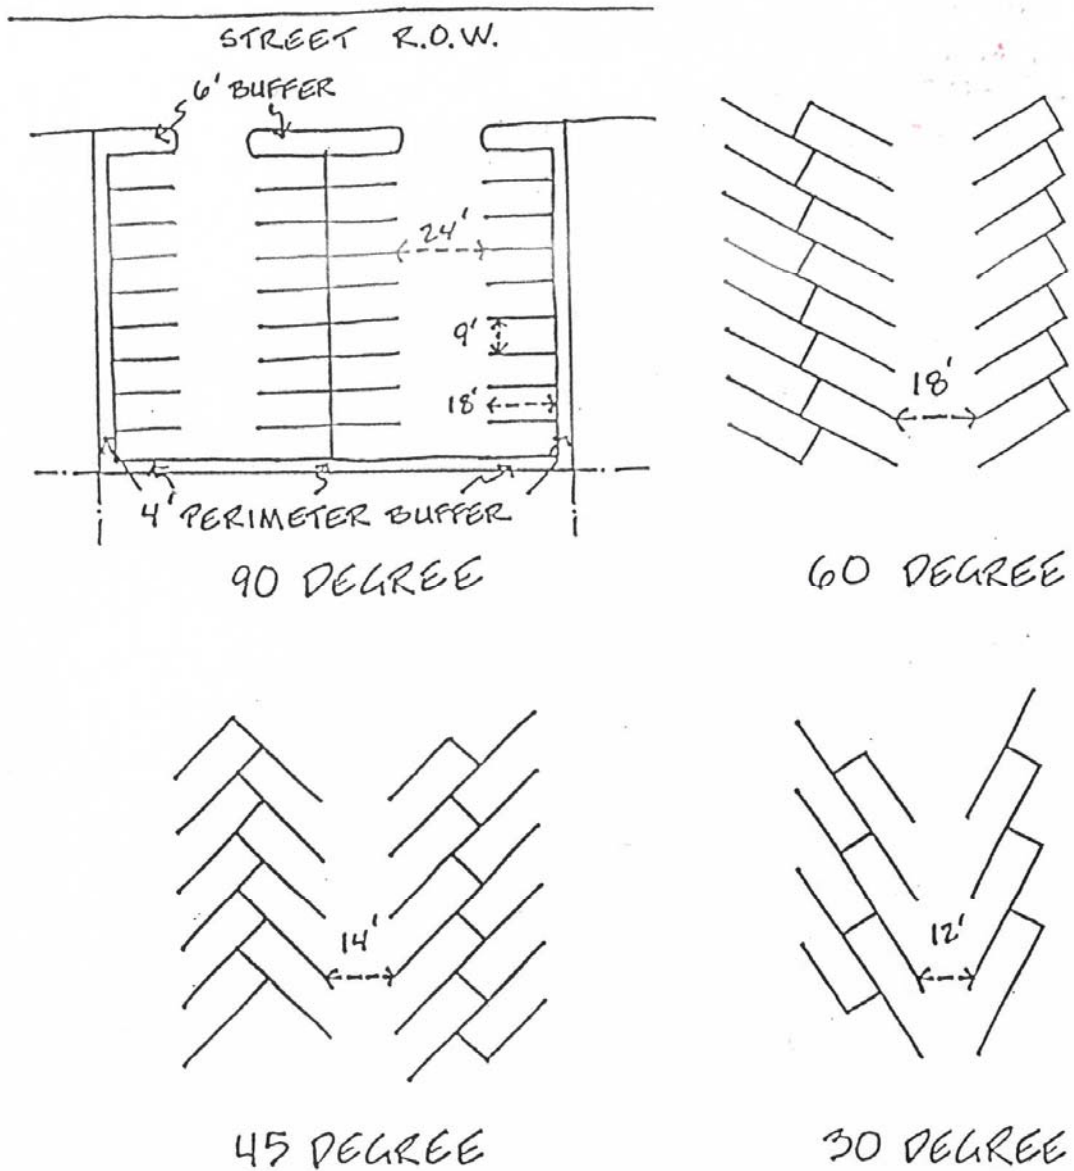 STREET R.O.W.
6' BUFFER
24'
9'
18'
4' PERIMETER BUFFER
90 DEGREE
18'
60 DEGREE
14'
45 DEGREE
12'
30 DEGREE